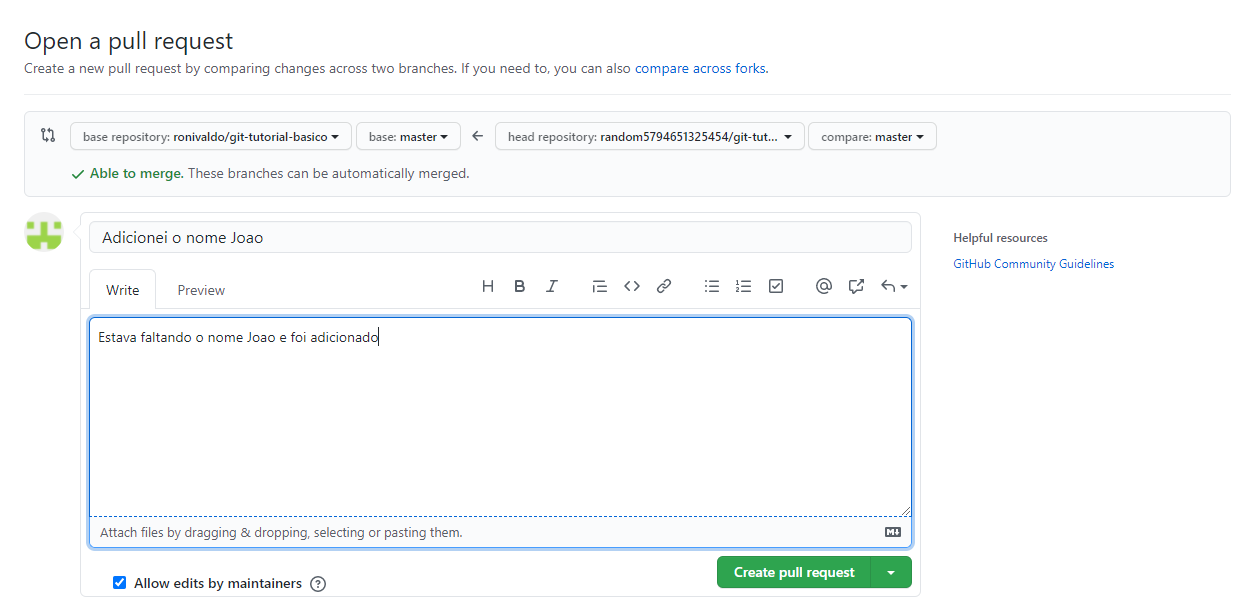 Open a pull request
Create a new pull request by comparing changes across two branches. If you need to, you can also compare across forks.
base repository: ronivaldo/git-tutorial-basico base: master head repository: random5794651325454/git-tut... compare: master
Able to merge. These branches can be automatically merged.
Adicionei o nome Joao
Helpful resources
GitHub Community Guidelines
Write Preview H B I
Estava faltando o nome Joao e foi adicionado
Attach files by dragging & dropping, selecting or pasting them.
Create pull request
Allow edits by maintainers